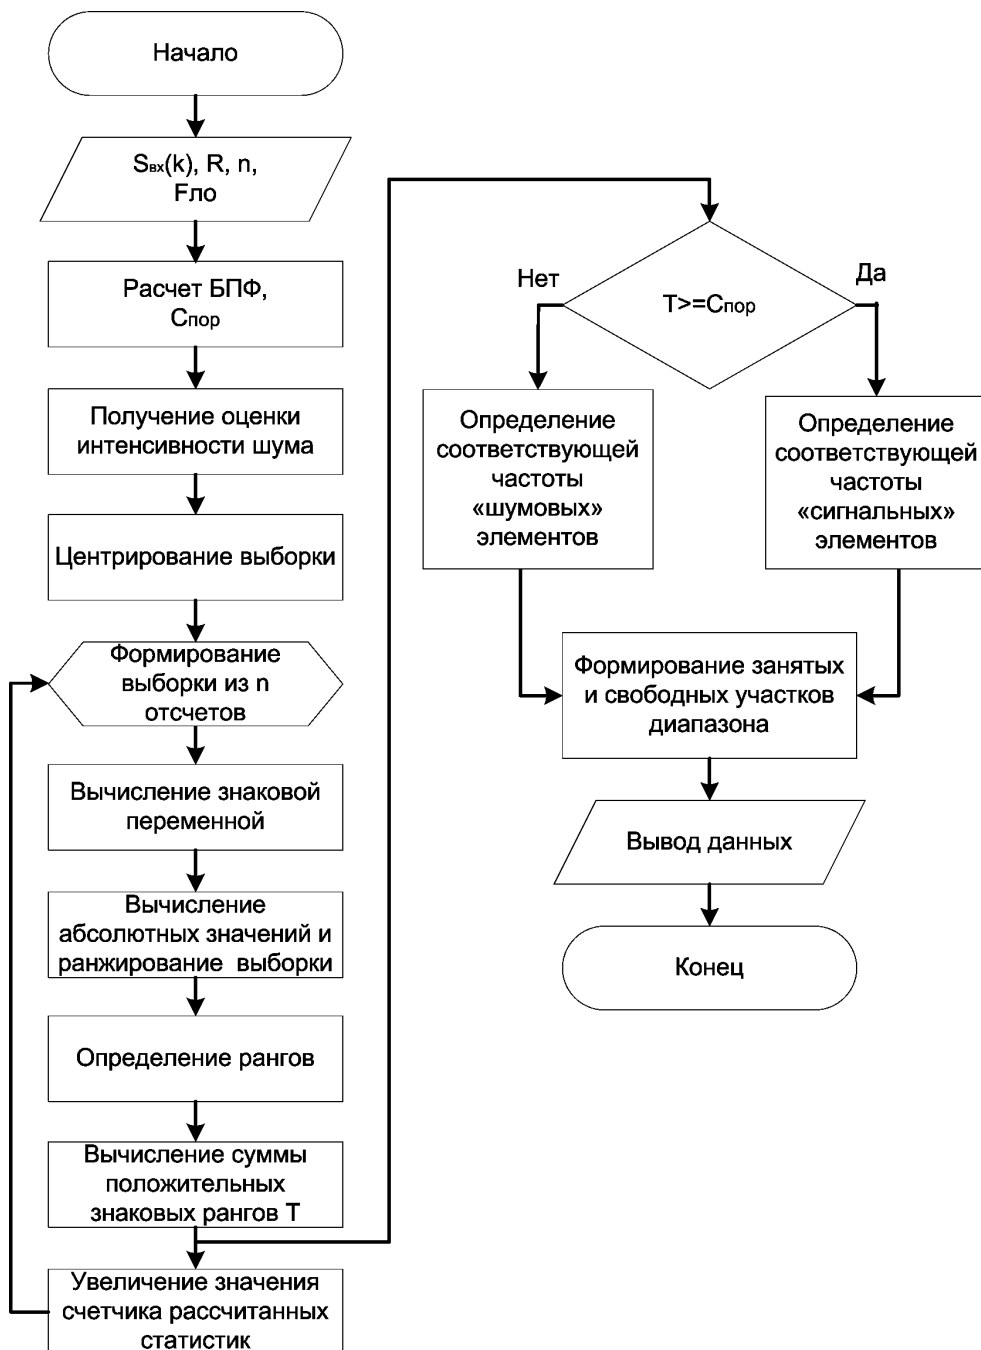 Начало
Sвх(k), R, n,
Fло
Расчет БПФ,
Cпор
Получение оценки
интенсивности шума
Центрирование выборки
Формирование
выборки из n
отсчетов
Вычисление знаковой
переменной
Вычисление
абсолютных значений и
ранжирование выборки
Определение рангов
Вычисление суммы
положительных
знаковых рангов T
Увеличение значения
счетчика рассчитанных
статистик
T>=Cпор
Нет
Да
Определение
соответствующей
частоты
«шумовых»
элементов
Определение
соответствующей
частоты
«сигнальных»
элементов
Формирование занятых
и свободных участков
диапазона
Вывод данных
Конец